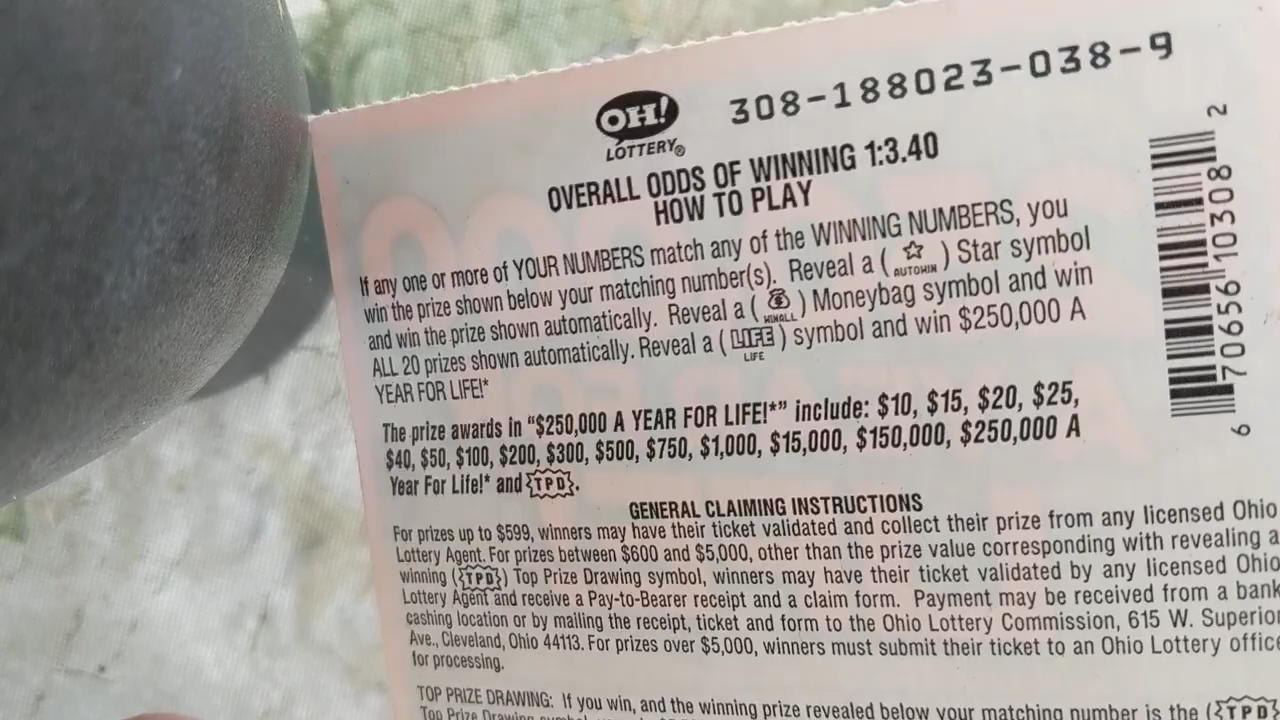 308-188023-038-9
OH!
LOTTERY®
OVERALL ODDS OF WINNING 1:3.40
HOW TO PLAY
If any one or more of YOUR NUMBERS match any of the WINNING NUMBERS, you
win the prize shown below your matching number(s). Reveal a ( AUTOWIN ) Star symbol
and win the prize shown automatically. Reveal a ( WINALL ) Moneybag symbol and win
ALL 20 prizes shown automatically. Reveal a ( LIFE LIFE ) symbol and win $250,000 A
YEAR FOR LIFE!*
The prize awards in “$250,000 A YEAR FOR LIFE!*” include: $10, $15, $20, $25,
$40, $50, $100, $200, $300, $500, $750, $1,000, $15,000, $150,000, $250,000 A
Year For Life!* and {TPD}.
GENERAL CLAIMING INSTRUCTIONS
For prizes up to $599, winners may have their ticket validated and collect their prize from any licensed Ohio
Lottery Agent. For prizes between $600 and $5,000, other than the prize value corresponding with revealing a
winning ({TPD}) Top Prize Drawing symbol, winners may have their ticket validated by any licensed Ohio
Lottery Agent and receive a Pay-to-Bearer receipt and a claim form. Payment may be received from a bank
cashing location or by mailing the receipt, ticket and form to the Ohio Lottery Commission, 615 W. Superior
Ave., Cleveland, Ohio 44113. For prizes over $5,000, winners must submit their ticket to an Ohio Lottery office
for processing.
TOP PRIZE DRAWING: If you win, and the winning prize revealed below your matching number is the ({TPD}
Top Prize Drawing
6 70656 10308 2